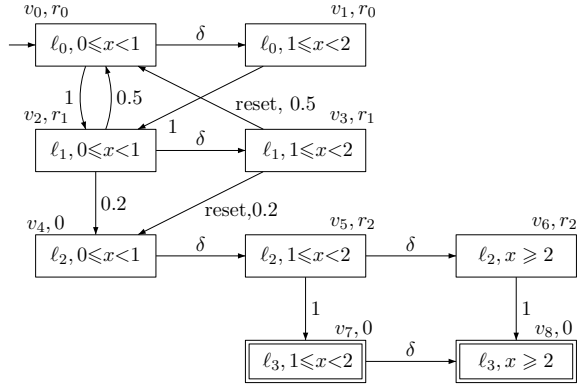 v₀, r₀ v₁, r₀
ℓ₀, 0⩽x<1 δ ℓ₀, 1⩽x<2
1 0.5 reset, 0.5
v₂, r₁ 1 v₃, r₁
ℓ₁, 0⩽x<1 δ ℓ₁, 1⩽x<2
0.2 reset,0.2
v₄, 0 v₅, r₂ v₆, r₂
ℓ₂, 0⩽x<1 δ ℓ₂, 1⩽x<2 δ ℓ₂, x ⩾ 2
1 1
v₇, 0 v₈, 0
ℓ₃, 1⩽x<2 δ ℓ₃, x ⩾ 2